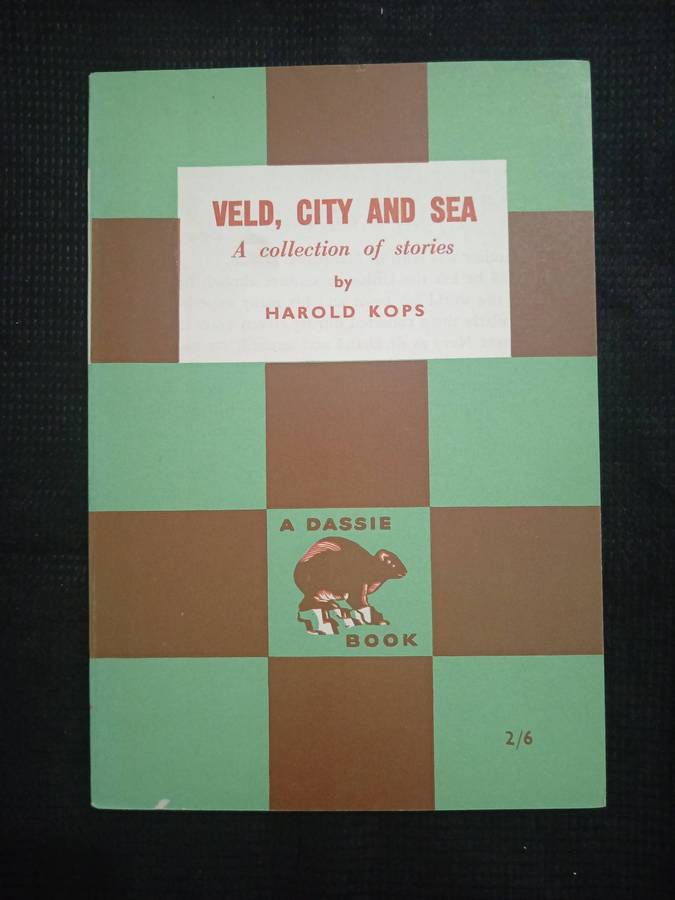 VELD, CITY AND SEA
A collection of stories
by
HAROLD KOPS
A DASSIE
BOOK
2/6